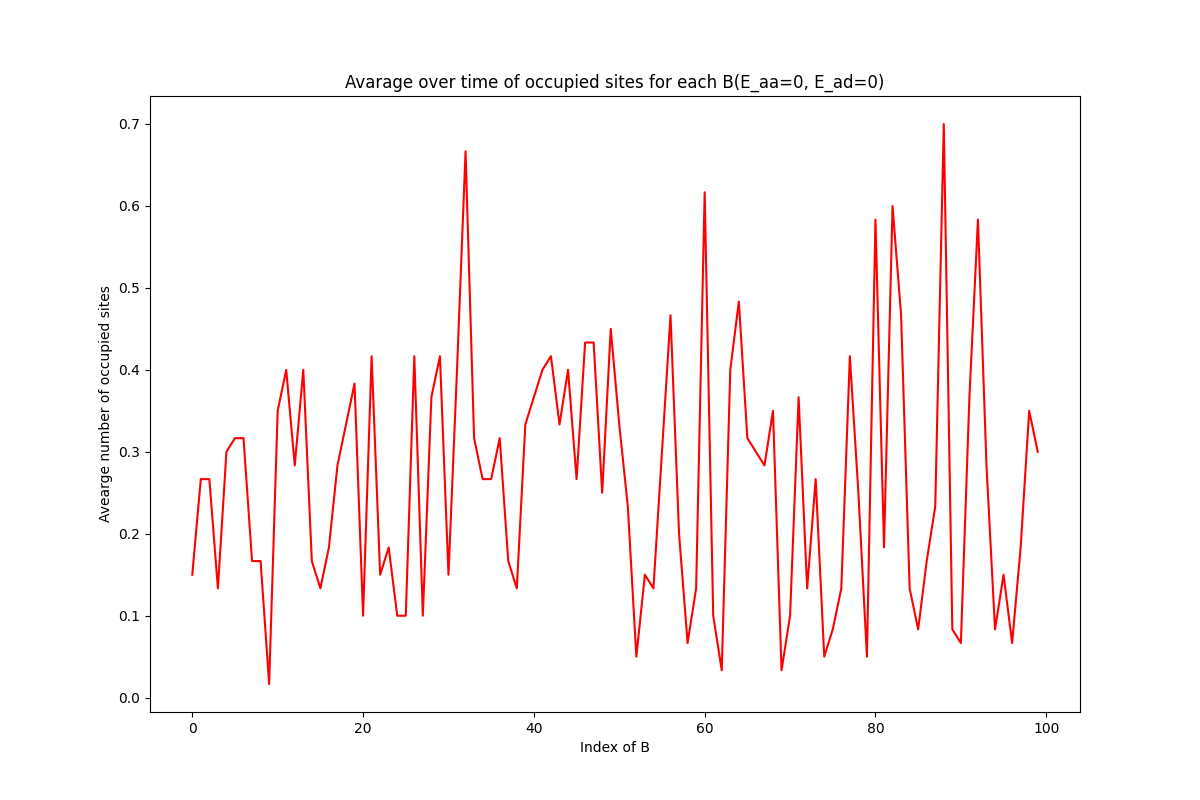 Avarage over time of occupied sites for each B(E_aa=0, E_ad=0)
0.7
0.6
0.5
0.4
0.3
0.2
0.1
0.0
Avearge number of occupied sites
0 20 40 60 80 100
Index of B